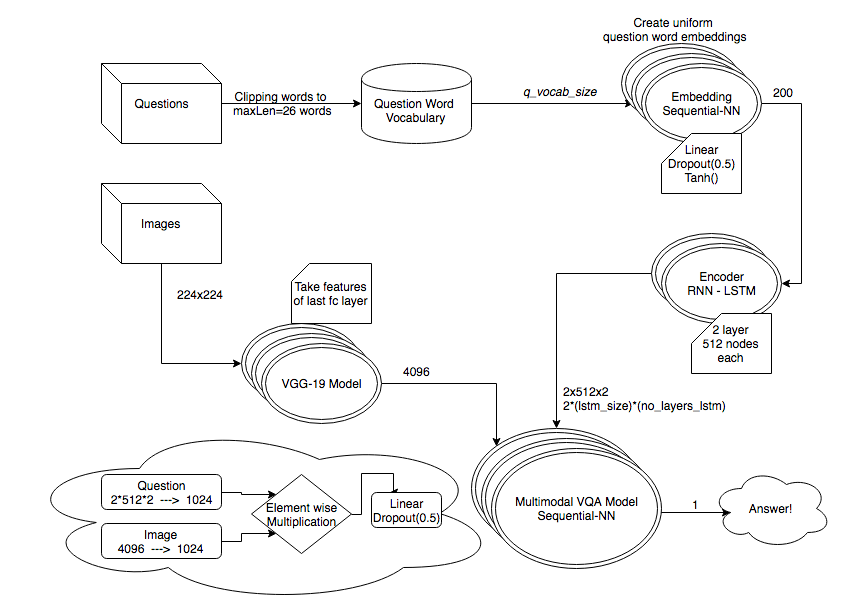 Create uniform
question word embeddings
Questions
Clipping words to
maxLen=26 words
Question Word
Vocabulary
q_vocab_size
Embedding
Sequential-NN
200
Linear
Dropout(0.5)
Tanh()
Images
224x224
Take features
of last fc layer
Encoder
RNN - LSTM
2 layer
512 nodes
each
VGG-19 Model
4096
2x512x2
2*(lstm_size)*(no_layers_lstm)
Question
2*512*2 ---> 1024
Element wise
Multiplication
Linear
Dropout(0.5)
Image
4096 ---> 1024
Multimodal VQA Model
Sequential-NN
1
Answer!